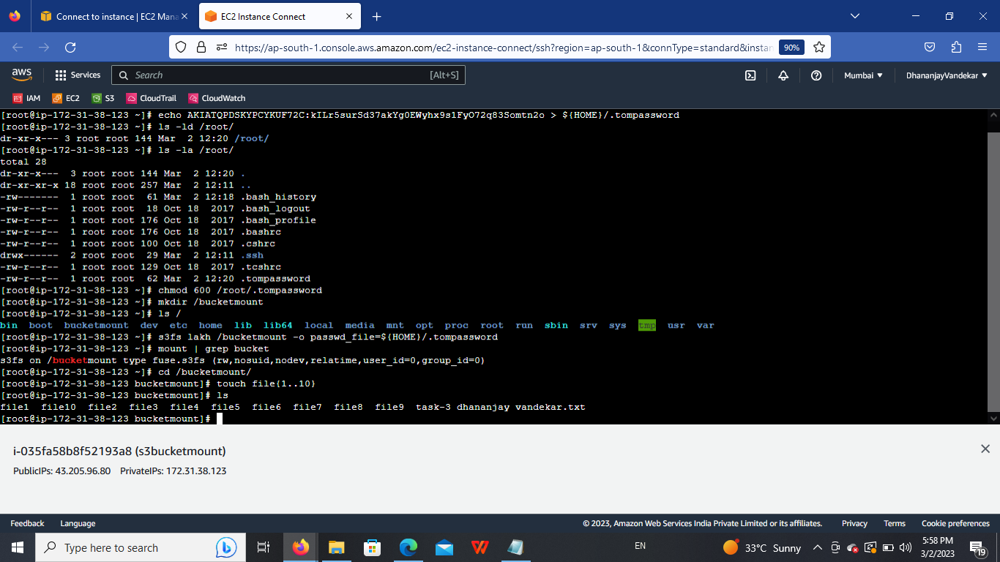 Connect to instance | EC2 Mana
EC2 Instance Connect
https://ap-south-1.console.aws.amazon.com/ec2-instance-connect/ssh?region=ap-south-1&connType=standard&instan
90%
aws
Services
Search
[Alt+S]
Mumbai
DhananjayVandekar
IAM
EC2
S3
CloudTrail
CloudWatch
[root@ip-172-31-38-123 ~]# echo AKIATQPDSKYPCYKUF72C:kILr5surSd37akYg0EWyhx9s1FyO72q83Somtn2o > ${HOME}/.tompassword
[root@ip-172-31-38-123 ~]# ls -ld /root/
dr-xr-x--- 3 root root 144 Mar  2 12:20 /root/
[root@ip-172-31-38-123 ~]# ls -la /root/
total 28
dr-xr-x---  3 root root 144 Mar  2 12:20 .
dr-xr-xr-x 18 root root 257 Mar  2 12:11 ..
-rw-------  1 root root  61 Mar  2 12:18 .bash_history
-rw-r--r--  1 root root  18 Oct 18  2017 .bash_logout
-rw-r--r--  1 root root 176 Oct 18  2017 .bash_profile
-rw-r--r--  1 root root 176 Oct 18  2017 .bashrc
-rw-r--r--  1 root root 100 Oct 18  2017 .cshrc
drwx------  2 root root  29 Mar  2 12:11 .ssh
-rw-r--r--  1 root root 129 Oct 18  2017 .tcshrc
-rw-r--r--  1 root root  62 Mar  2 12:20 .tompassword
[root@ip-172-31-38-123 ~]# chmod 600 /root/.tompassword
[root@ip-172-31-38-123 ~]# mkdir /bucketmount
[root@ip-172-31-38-123 ~]# ls /
bin  boot  bucketmount  dev  etc  home  lib  lib64  local  media  mnt  opt  proc  root  run  sbin  srv  sys  tmp  usr  var
[root@ip-172-31-38-123 ~]# s3fs lakh /bucketmount -o passwd_file=${HOME}/.tompassword
[root@ip-172-31-38-123 ~]# mount | grep bucket
s3fs on /bucketmount type fuse.s3fs (rw,nosuid,nodev,relatime,user_id=0,group_id=0)
[root@ip-172-31-38-123 ~]# cd /bucketmount/
[root@ip-172-31-38-123 bucketmount]# touch file{1..10}
[root@ip-172-31-38-123 bucketmount]# ls
file1  file10  file2  file3  file4  file5  file6  file7  file8  file9  task-3 dhananjay vandekar.txt
[root@ip-172-31-38-123 bucketmount]#
i-035fa58b8f52193a8 (s3bucketmount)
PublicIPs: 43.205.96.80    PrivateIPs: 172.31.38.123
Feedback
Language
© 2023, Amazon Web Services India Private Limited or its affiliates.
Privacy
Terms
Cookie preferences
Type here to search
EN
33°C Sunny
5:58 PM
3/2/2023
19